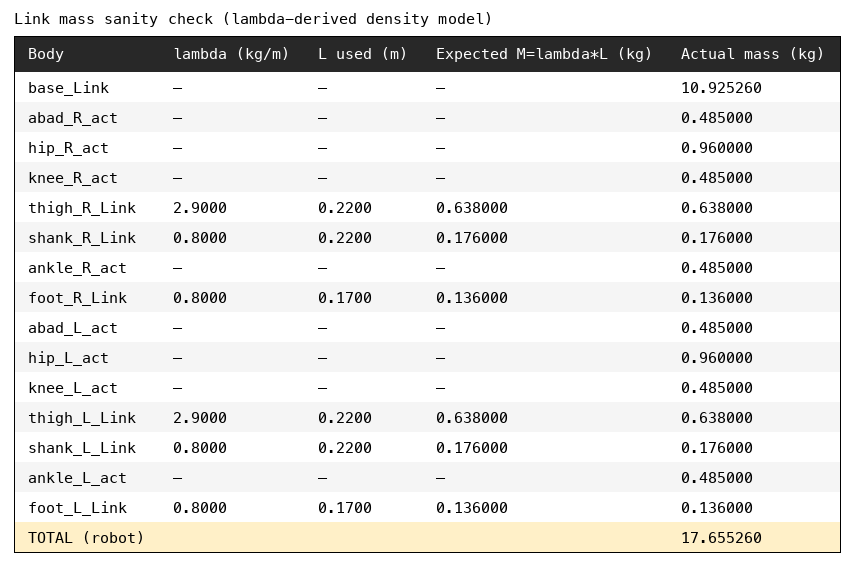 Link mass sanity check (lambda-derived density model)
Body lambda (kg/m) L used (m) Expected M=lambda*L (kg) Actual mass (kg)
base_Link — — — 10.925260
abad_R_act — — — 0.485000
hip_R_act — — — 0.960000
knee_R_act — — — 0.485000
thigh_R_Link 2.9000 0.2200 0.638000 0.638000
shank_R_Link 0.8000 0.2200 0.176000 0.176000
ankle_R_act — — — 0.485000
foot_R_Link 0.8000 0.1700 0.136000 0.136000
abad_L_act — — — 0.485000
hip_L_act — — — 0.960000
knee_L_act — — — 0.485000
thigh_L_Link 2.9000 0.2200 0.638000 0.638000
shank_L_Link 0.8000 0.2200 0.176000 0.176000
ankle_L_act — — — 0.485000
foot_L_Link 0.8000 0.1700 0.136000 0.136000
TOTAL (robot) 17.655260